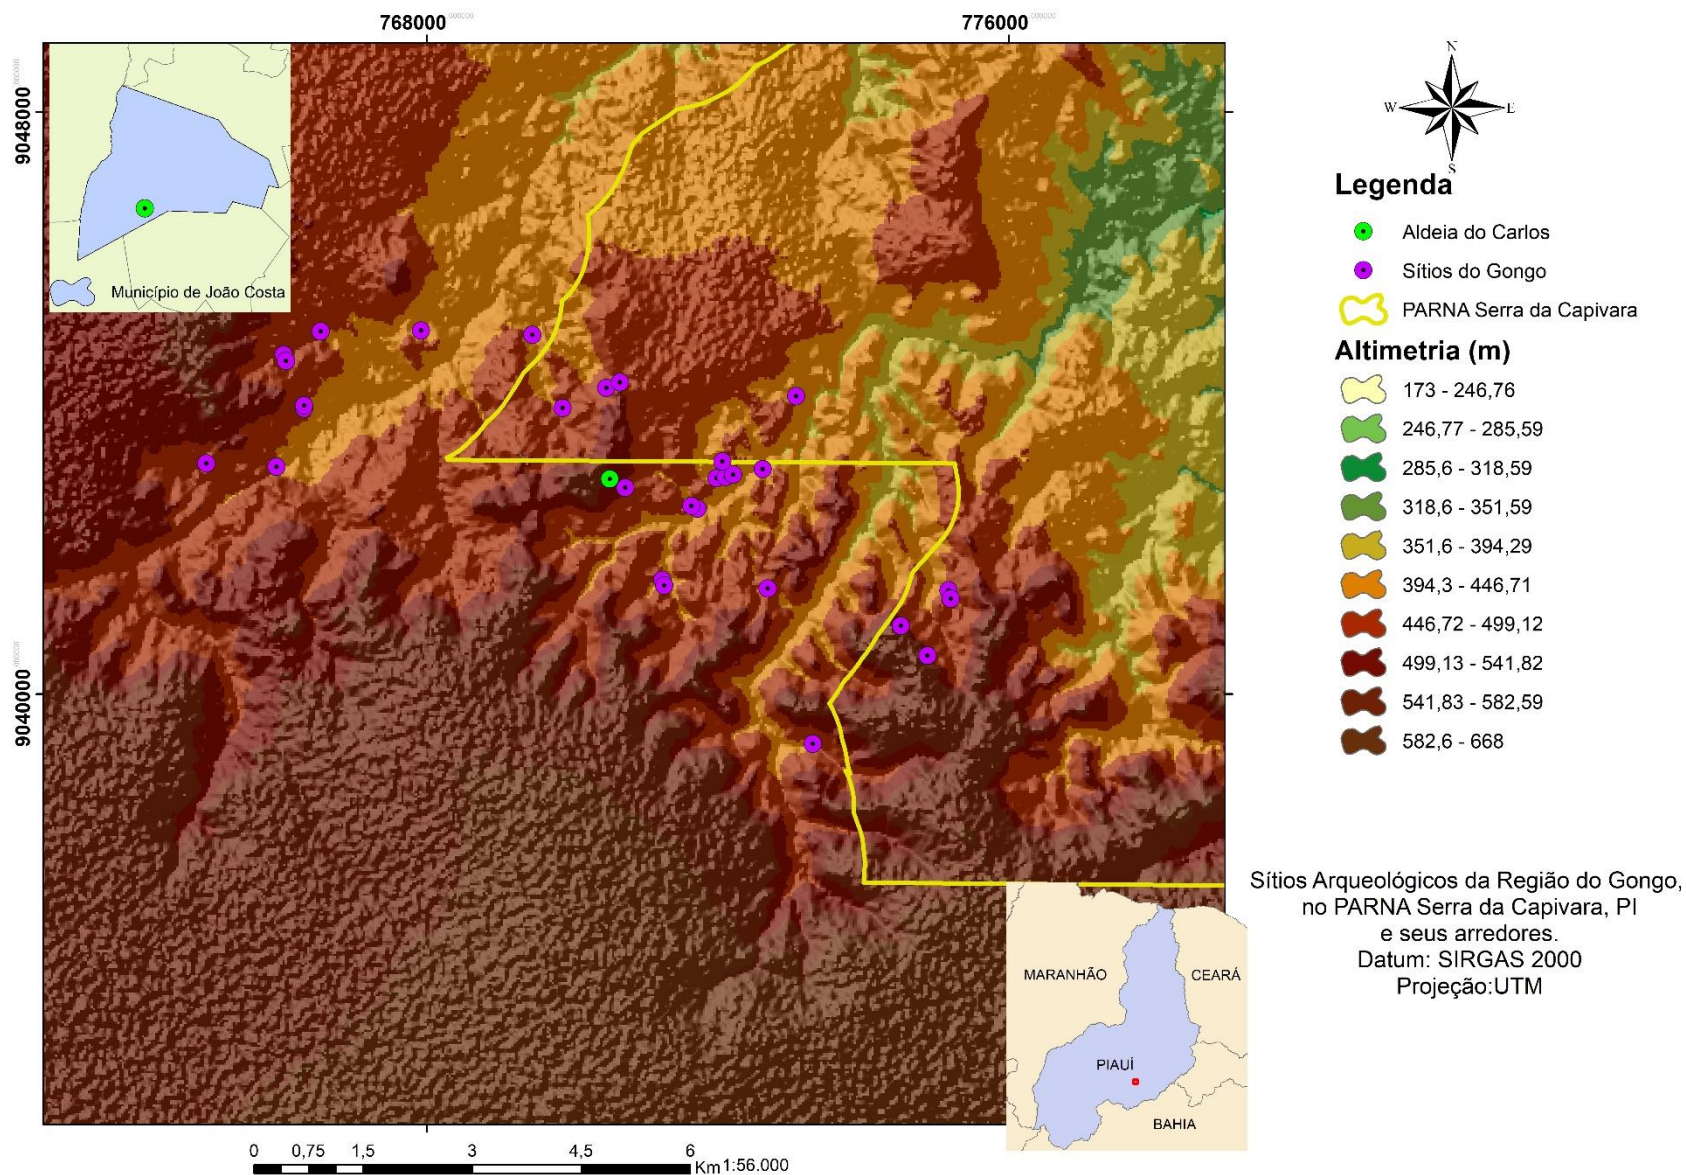 768000
776000
9048000
9040000
Município de João Costa
N
W
E
S
Legenda
Aldeia do Carlos
Sítios do Gongo
PARNA Serra da Capivara
Altimetria (m)
173 - 246,76
246,77 - 285,59
285,6 - 318,59
318,6 - 351,59
351,6 - 394,29
394,3 - 446,71
446,72 - 499,12
499,13 - 541,82
541,83 - 582,59
582,6 - 668
Sítios Arqueológicos da Região do Gongo,
no PARNA Serra da Capivara, PI
e seus arredores.
Datum: SIRGAS 2000
Projeção:UTM
MARANHÃO
CEARÁ
PIAUÍ
BAHIA
0 0,75 1,5 3 4,5 6
Km 1:56.000